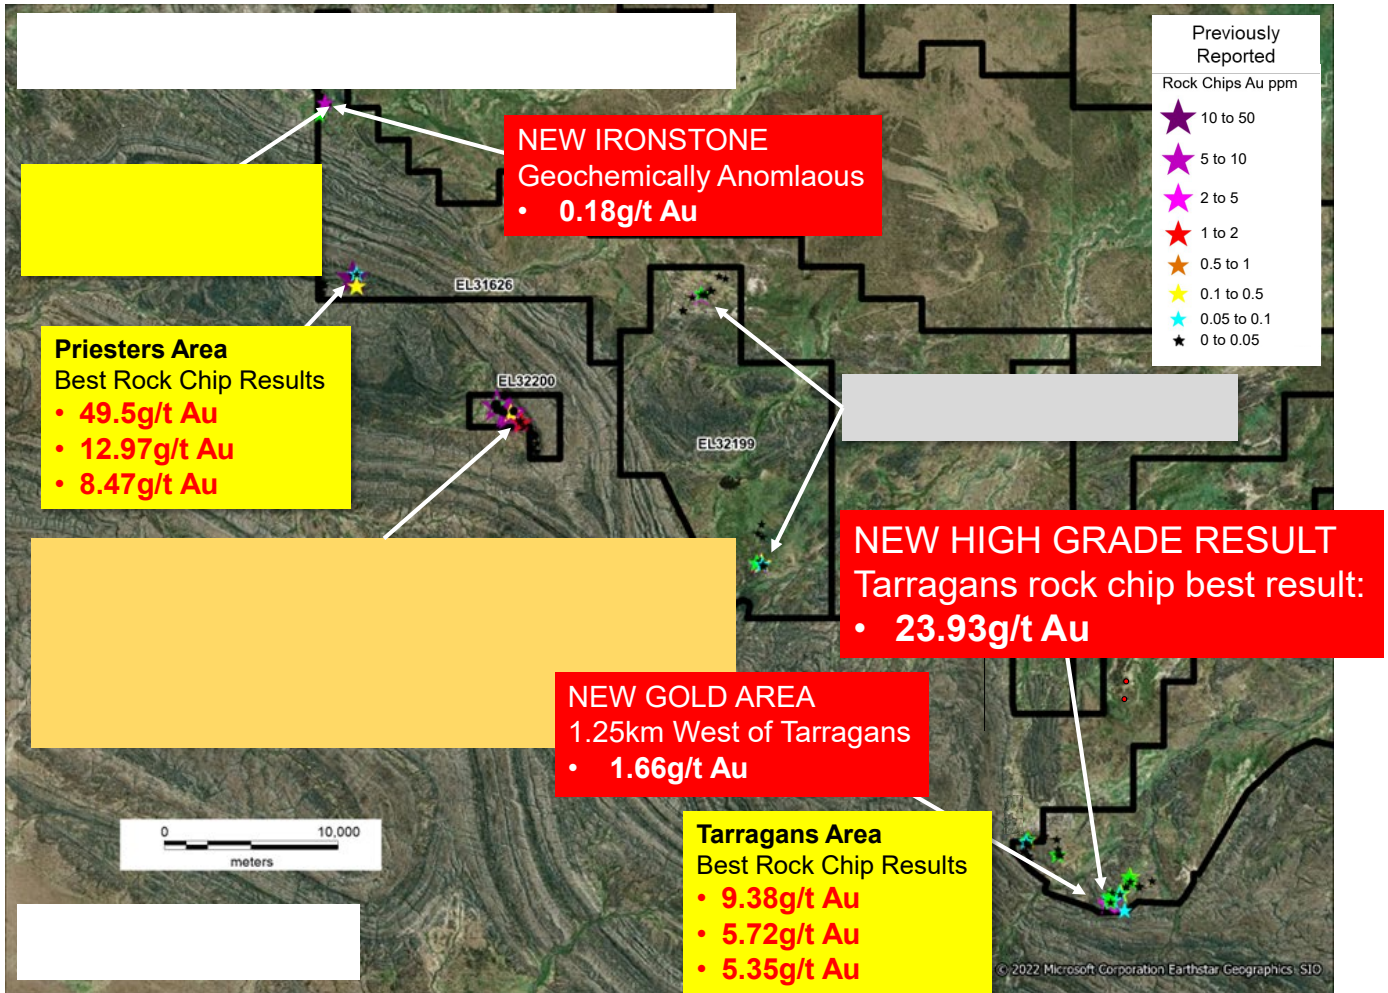 Previously
Reported
Rock Chips Au ppm
10 to 50
5 to 10
2 to 5
1 to 2
0.5 to 1
0.1 to 0.5
0.05 to 0.1
0 to 0.05
NEW IRONSTONE
Geochemically Anomlaous
• 0.18g/t Au
EL31626
Priesters Area
Best Rock Chip Results
• 49.5g/t Au
• 12.97g/t Au
• 8.47g/t Au
EL32200
EL32199
NEW HIGH GRADE RESULT
Tarragans rock chip best result:
• 23.93g/t Au
NEW GOLD AREA
1.25km West of Tarragans
• 1.66g/t Au
0 10,000
meters
Tarragans Area
Best Rock Chip Results
• 9.38g/t Au
• 5.72g/t Au
• 5.35g/t Au
© 2022 Microsoft Corporation Earthstar Geographics SIO